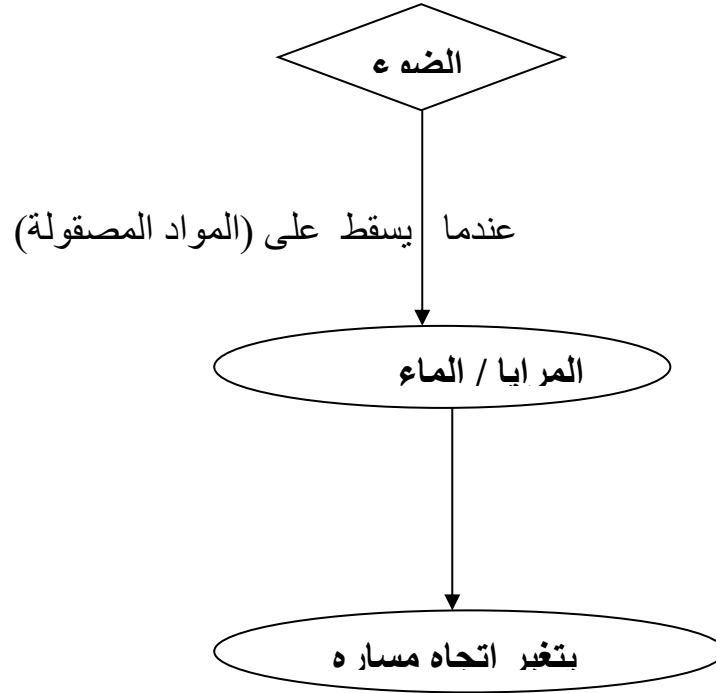 الضوء
عندما يسقط على (المواد المصقولة)
المرايا / الماء
يتغير اتجاه مساره